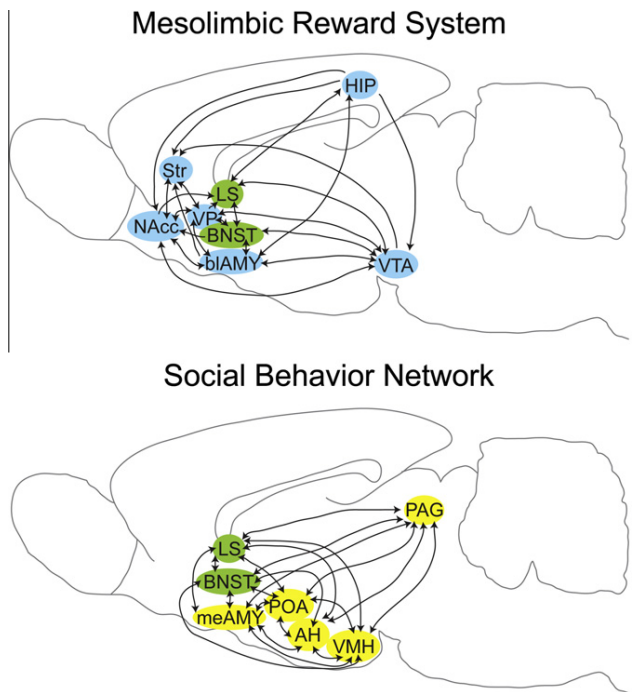 Mesolimbic Reward System
HIP
Str
LS
VP
NAcc
BNST
blAMY
VTA
Social Behavior Network
PAG
LS
BNST
POA
meAMY
AH
VMH